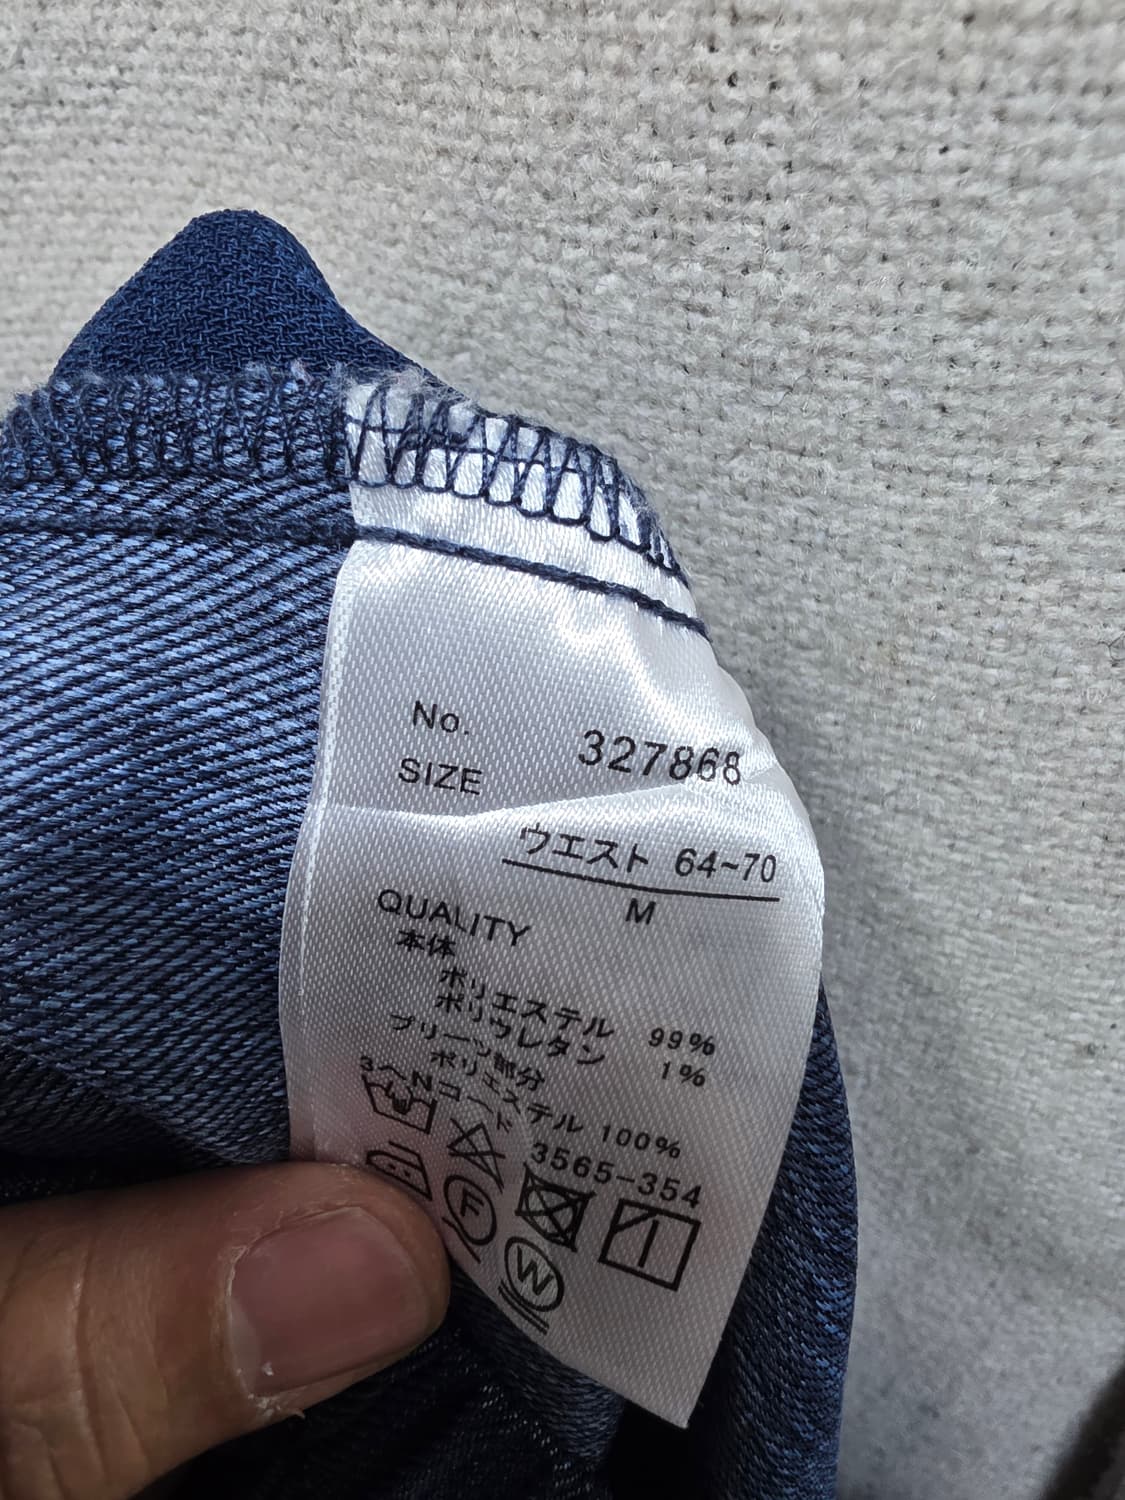 No. 327868
SIZE
ウエスト 64~70
M
QUALITY
本体
ポリエステル 99%
ポリウレタン 1%
プリーツ部分
ポリエステル 100%
3565-354
F
W